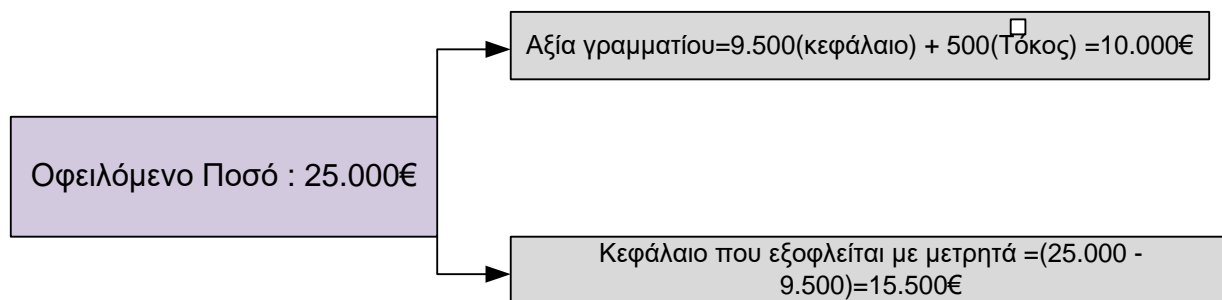 Αξία γραμματίου=9.500(κεφάλαιο) + 500(Τόκος) =10.000€
Οφειλόμενο Ποσό : 25.000€
Κεφάλαιο που εξοφλείται με μετρητά =(25.000 -
9.500)=15.500€